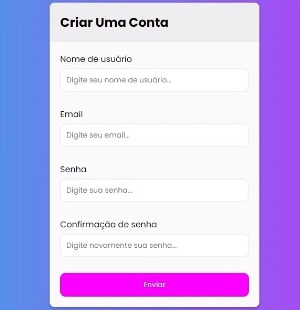 Criar Uma Conta
Nome de usuário
Digite seu nome de usuário...
Email
Digite seu email...
Senha
Digite sua senha...
Confirmação de senha
Digite novamente sua senha...
Enviar